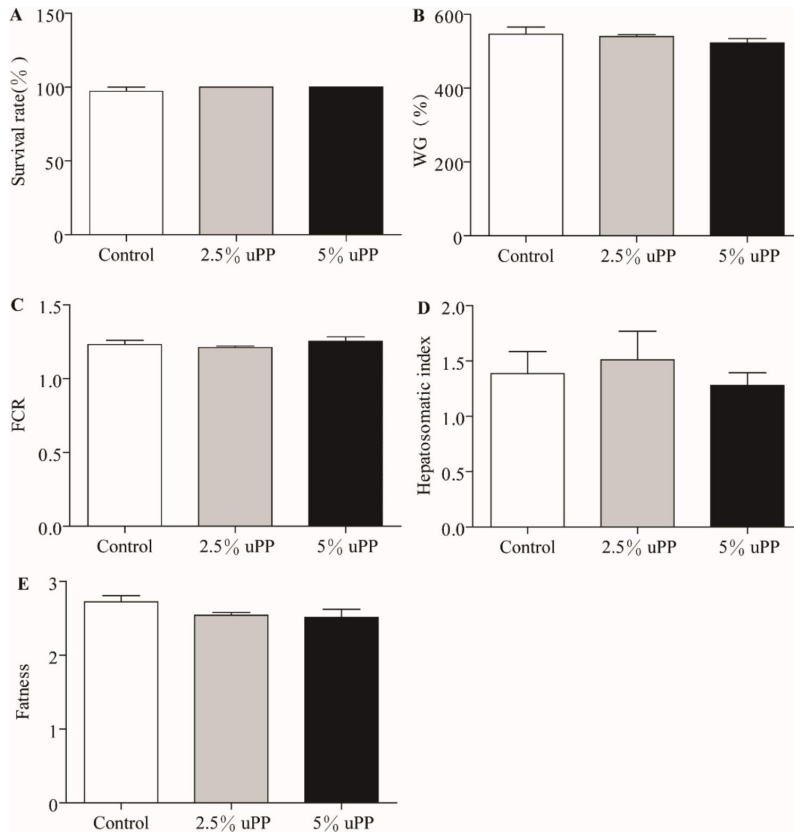 A
Survival rate(%)
150
100
50
0
Control
2.5% uPP
5% uPP
B
WG (%)
600
400
200
0
Control
2.5% uPP
5% uPP
C
FCR
1.5
1.0
0.5
0.0
Control
2.5% uPP
5% uPP
D
Hepatosomatic index
2.0
1.5
1.0
0.5
0.0
Control
2.5% uPP
5% uPP
E
Fatness
3
2
1
0
Control
2.5% uPP
5% uPP